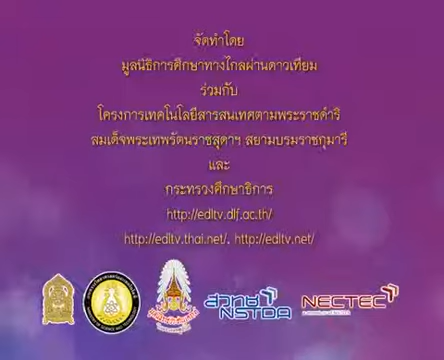 จัดทำโดย
มูลนิธิการศึกษาทางไกลผ่านดาวเทียม
ร่วมกับ
โครงการเทคโนโลยีสารสนเทศตามพระราชดำริ
สมเด็จพระเทพรัตนราชสุดาฯ สยามบรมราชกุมารี
และ
กระทรวงศึกษาธิการ
http://edltv.dlf.ac.th/
http://edltv.thai.net/, http://edltv.net/
สวทช
NSTDA
NECTEC